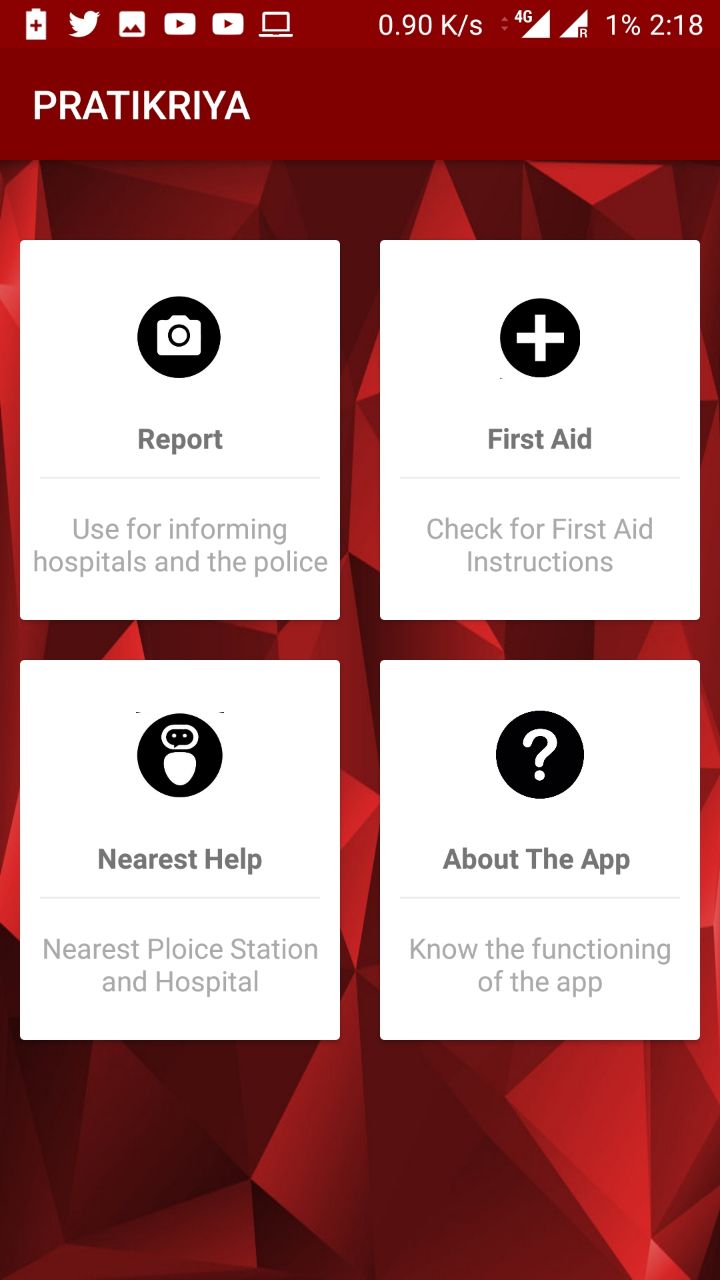 0.90 K/s 4G R 1% 2:18
PRATIKRIYA
Report
Use for informing
hospitals and the police
First Aid
Check for First Aid
Instructions
Nearest Help
Nearest Ploice Station
and Hospital
About The App
Know the functioning
of the app